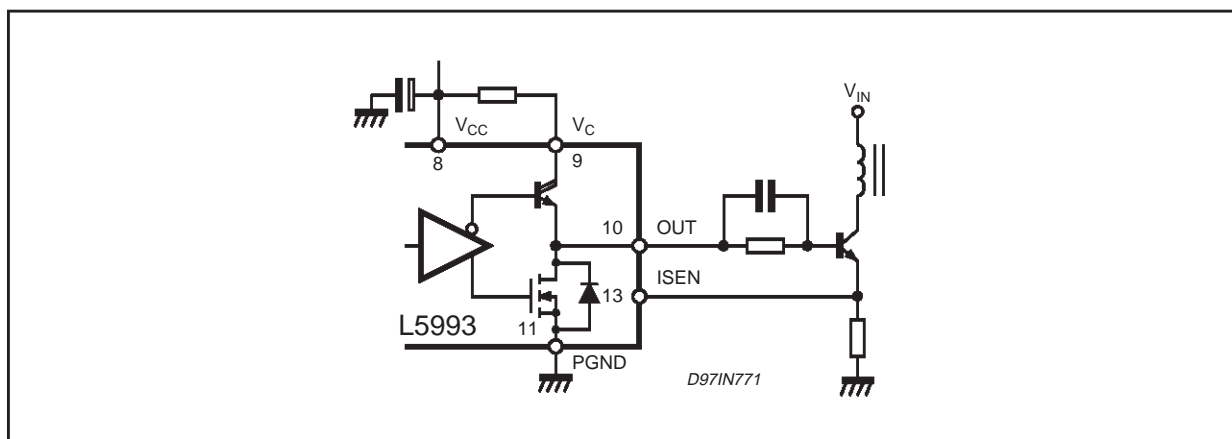 V_IN
V_CC
V_C
8
9
10
OUT
ISEN
13
11
L5993
PGND
D97IN771